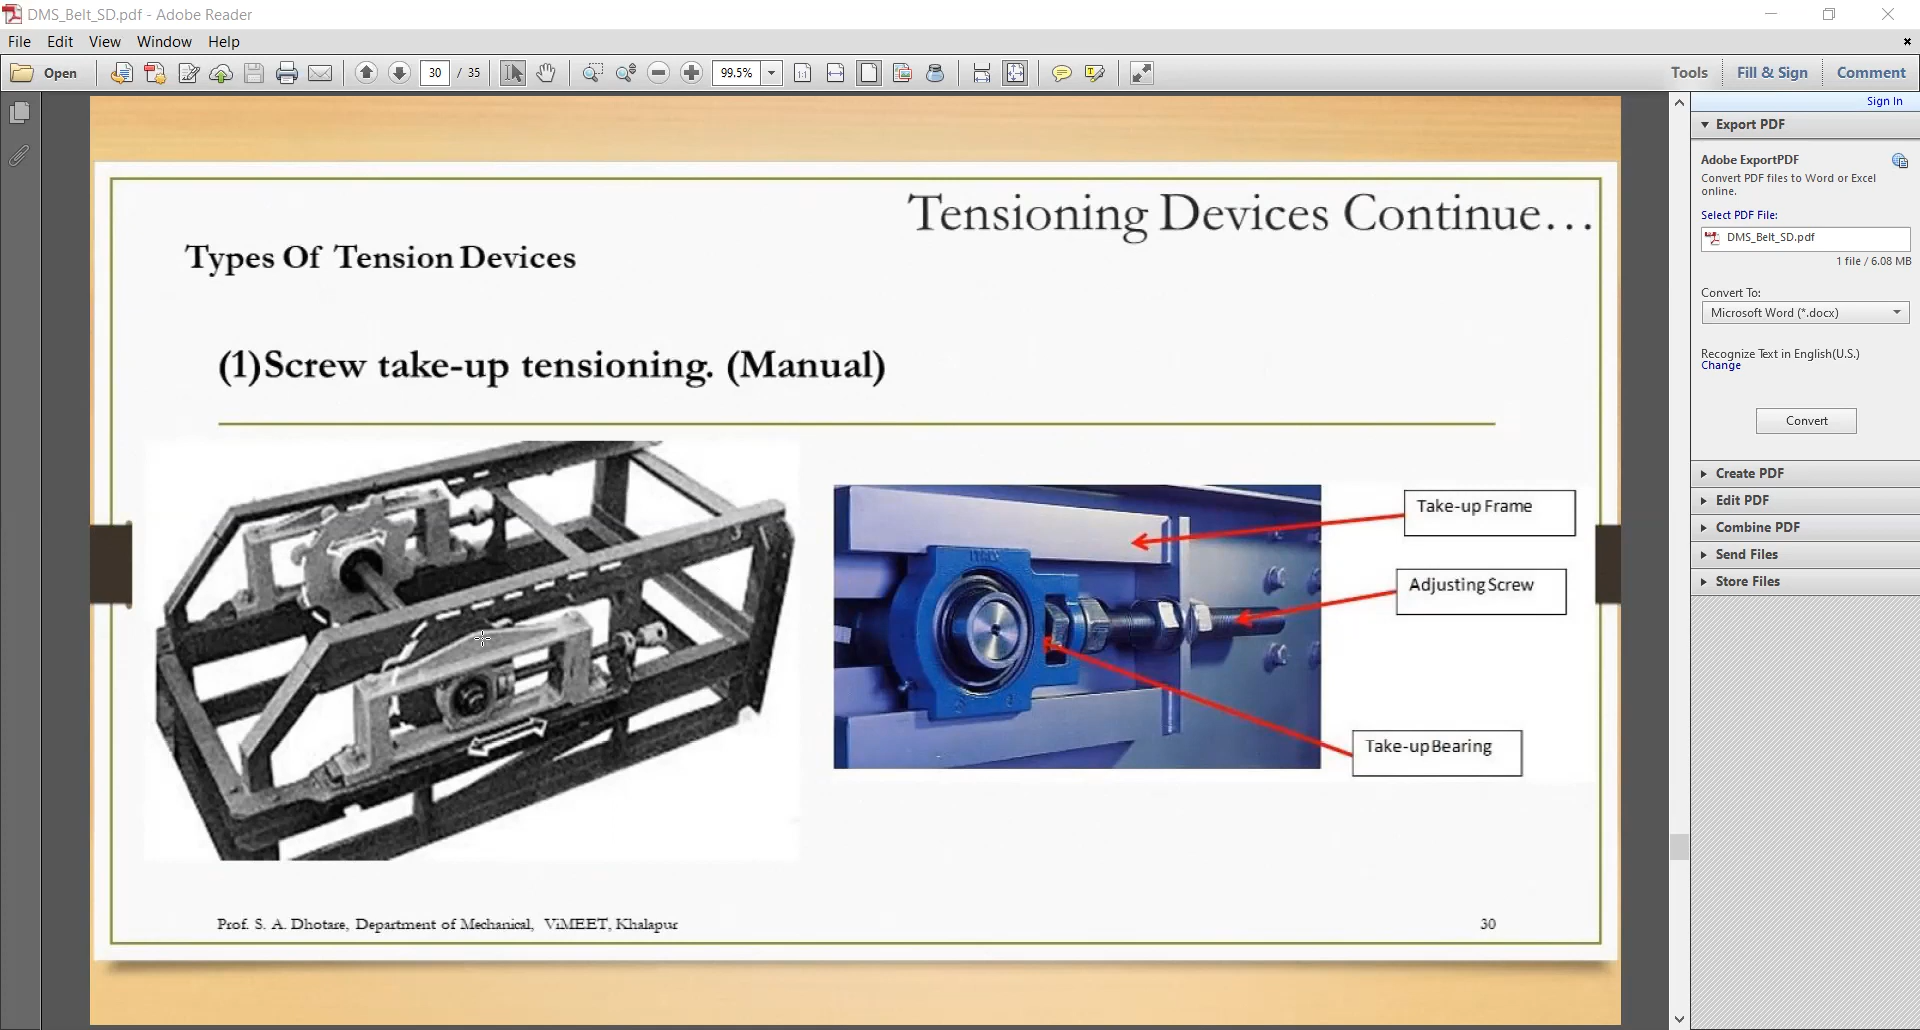 DMS_Belt_SD.pdf - Adobe Reader
File Edit View Window Help
Open 30 / 35 99.5% Tools Fill & Sign Comment
Sign In
Export PDF
Adobe ExportPDF
Convert PDF files to Word or Excel
online.
Select PDF File:
DMS_Belt_SD.pdf
1 file / 6.08 MB
Convert To:
Microsoft Word (*.docx)
Recognize Text in English(U.S.)
Change
Convert
Create PDF
Edit PDF
Combine PDF
Send Files
Store Files
Tensioning Devices Continue…
Types Of Tension Devices
(1)Screw take-up tensioning. (Manual)
Take-up Frame
Adjusting Screw
Take-up Bearing
ITALY
Prof. S. A. Dhotare, Department of Mechanical, ViMEET, Khalapur
30